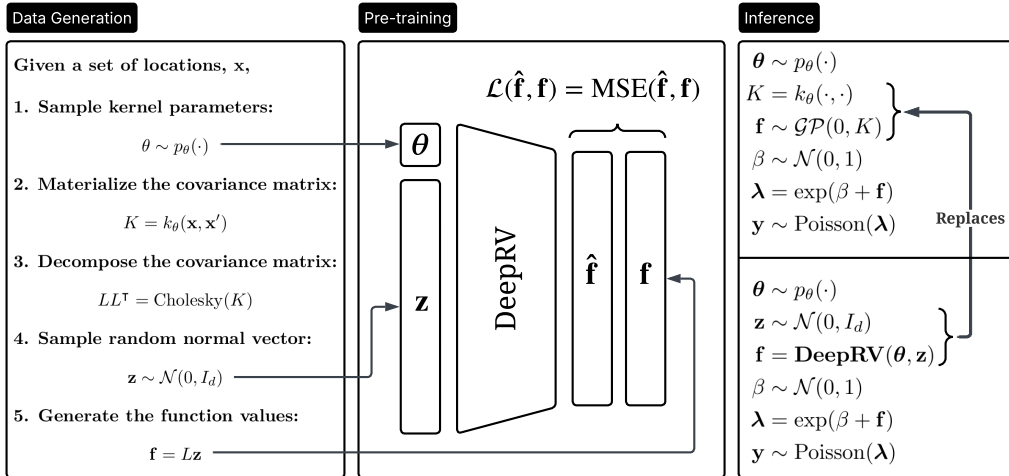 Data Generation
Given a set of locations, x,
1. Sample kernel parameters:
θ ∼ p_θ(·)
2. Materialize the covariance matrix:
K = k_θ(x, x′)
3. Decompose the covariance matrix:
LL^⊺ = Cholesky(K)
4. Sample random normal vector:
z ∼ 𝒩(0, I_d)
5. Generate the function values:
f = Lz
Pre-training
ℒ(f̂, f) = MSE(f̂, f)
θ
z
DeepRV
f̂
f
Inference
θ ∼ p_θ(·)
K = k_θ(·, ·)
f ∼ 𝒢𝒫(0, K)
β ∼ 𝒩(0, 1)
λ = exp(β + f)
y ∼ Poisson(λ)
Replaces
θ ∼ p_θ(·)
z ∼ 𝒩(0, I_d)
f = DeepRV(θ, z)
β ∼ 𝒩(0, 1)
λ = exp(β + f)
y ∼ Poisson(λ)